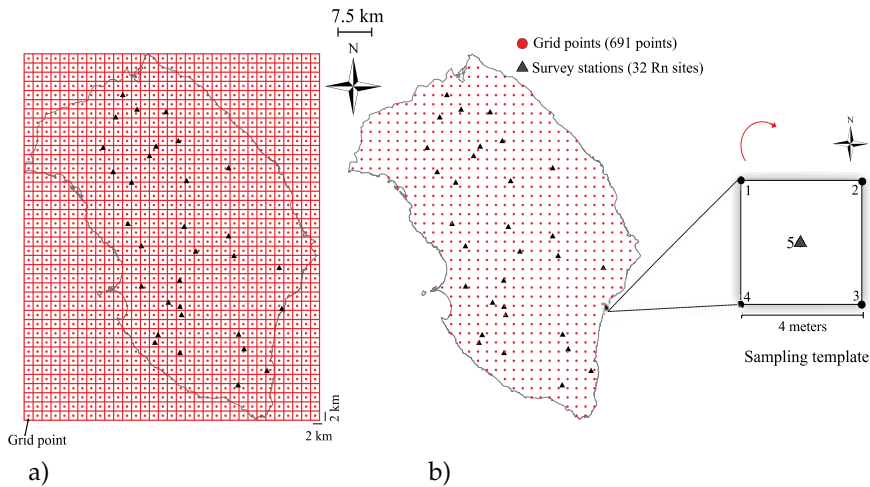 7.5 km
N
Grid points (691 points)
Survey stations (32 Rn sites)
N
1
2
5
4
3
4 meters
Sampling template
2 km
2 km
Grid point
a)
b)